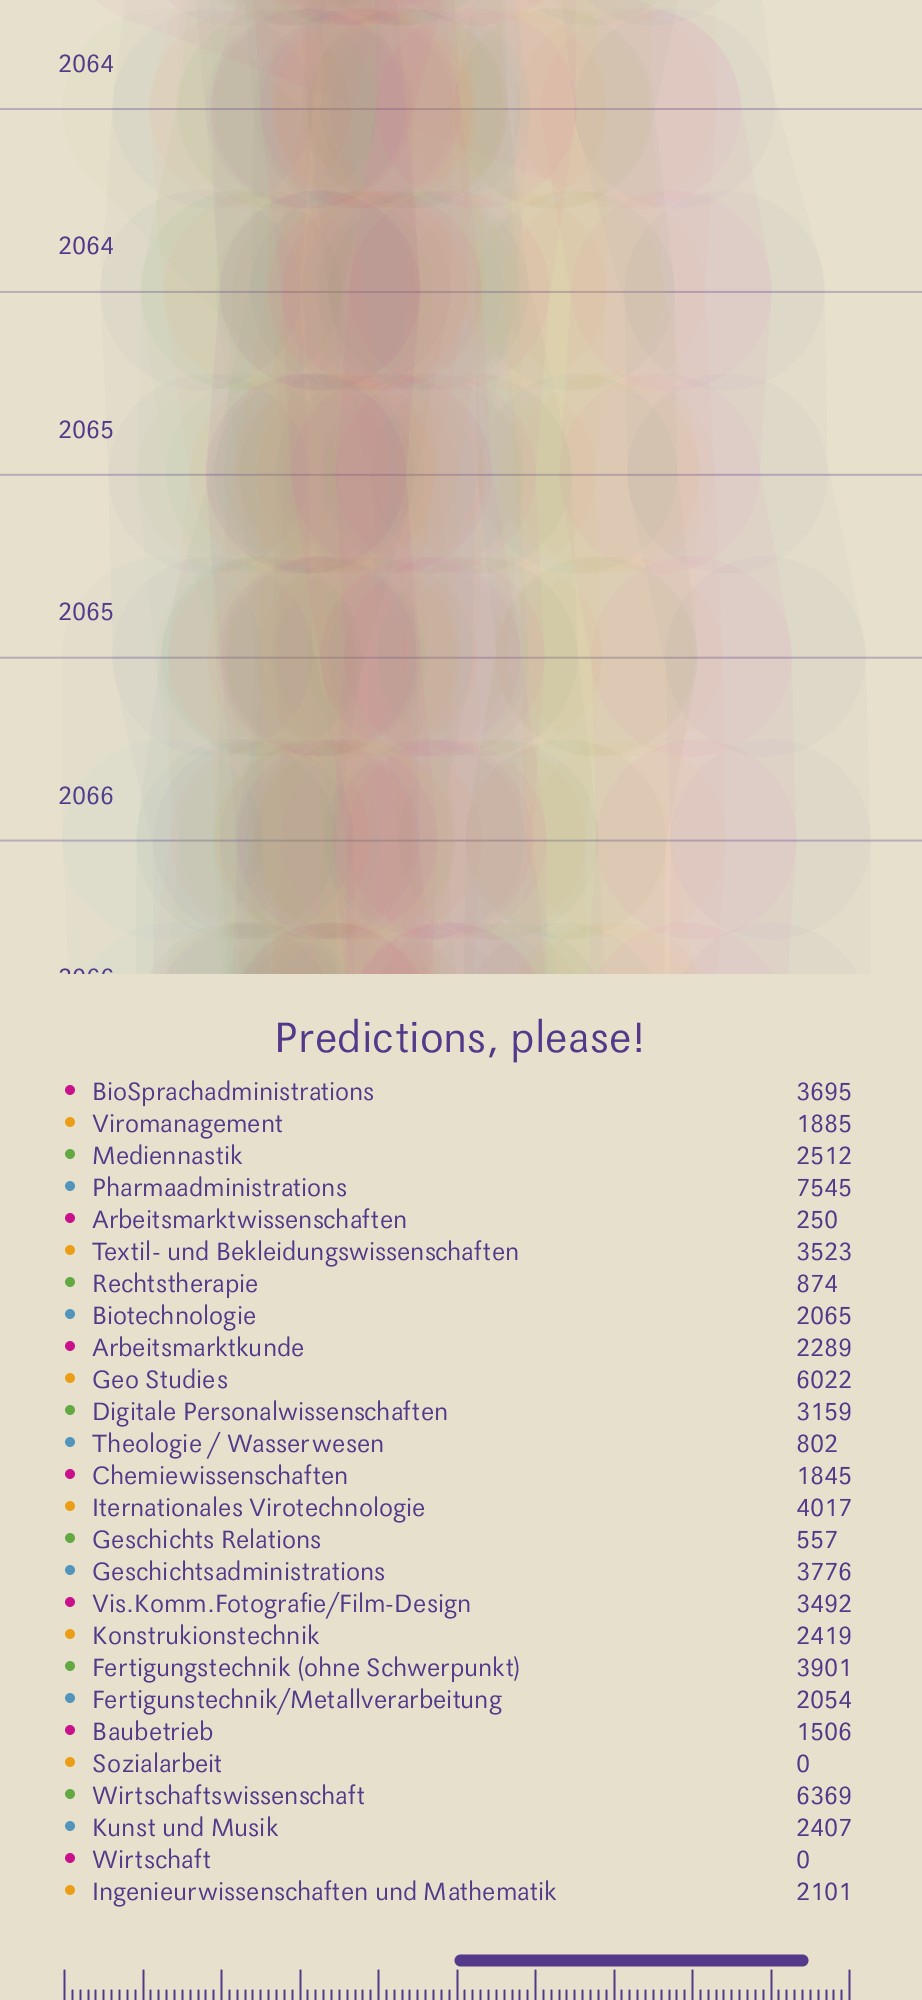 2064
2064
2065
2065
2066
2066
Predictions, please!
BioSprachadministrations 3695
Viromanagement 1885
Mediennastik 2512
Pharmaadministrations 7545
Arbeitsmarktwissenschaften 250
Textil- und Bekleidungswissenschaften 3523
Rechtstherapie 874
Biotechnologie 2065
Arbeitsmarktkunde 2289
Geo Studies 6022
Digitale Personalwissenschaften 3159
Theologie / Wasserwesen 802
Chemiewissenschaften 1845
Iternationales Virotechnologie 4017
Geschichts Relations 557
Geschichtsadministrations 3776
Vis.Komm.Fotografie/Film-Design 3492
Konstrukionstechnik 2419
Fertigungstechnik (ohne Schwerpunkt) 3901
Fertigunstechnik/Metallverarbeitung 2054
Baubetrieb 1506
Sozialarbeit 0
Wirtschaftswissenschaft 6369
Kunst und Musik 2407
Wirtschaft 0
Ingenieurwissenschaften und Mathematik 2101